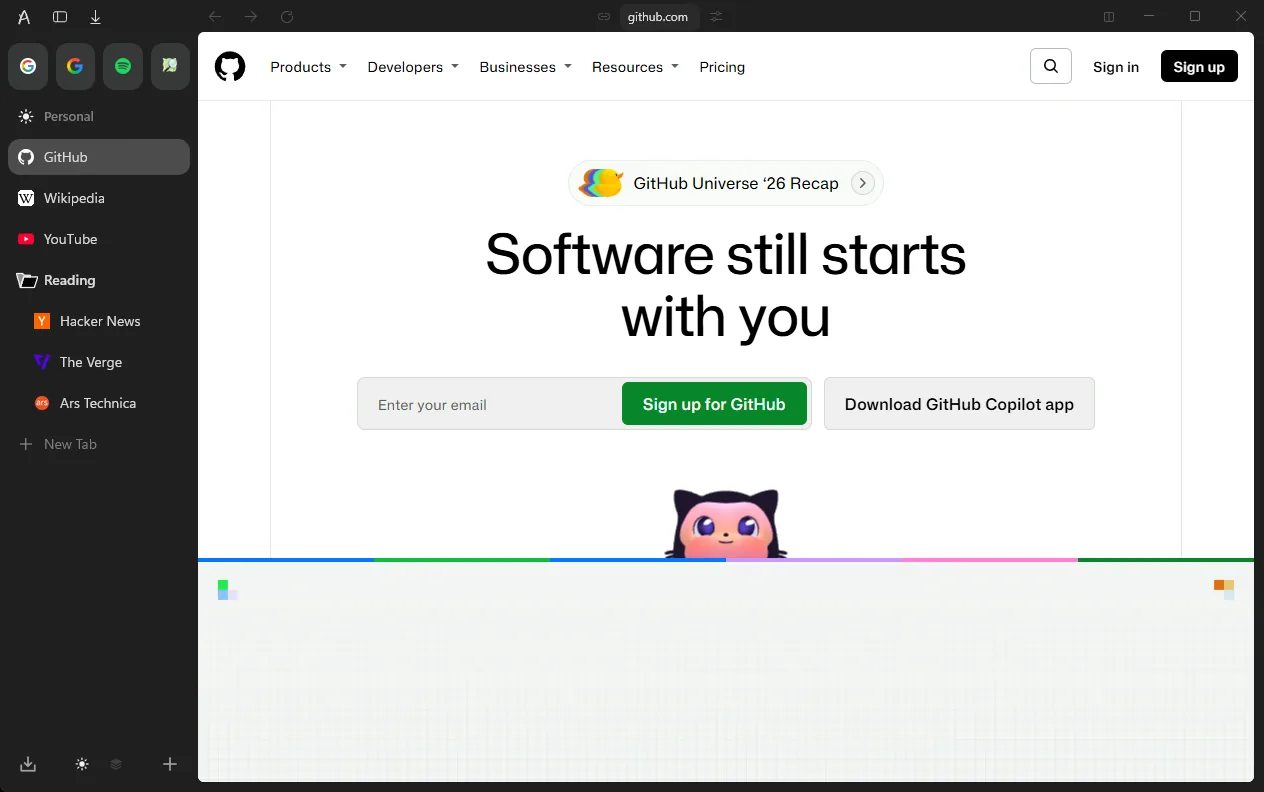 github.com
Personal
GitHub
Wikipedia
YouTube
Reading
Hacker News
The Verge
Ars Technica
New Tab
Products
Developers
Businesses
Resources
Pricing
Sign in
Sign up
GitHub Universe ‘26 Recap
Software still starts
with you
Enter your email
Sign up for GitHub
Download GitHub Copilot app